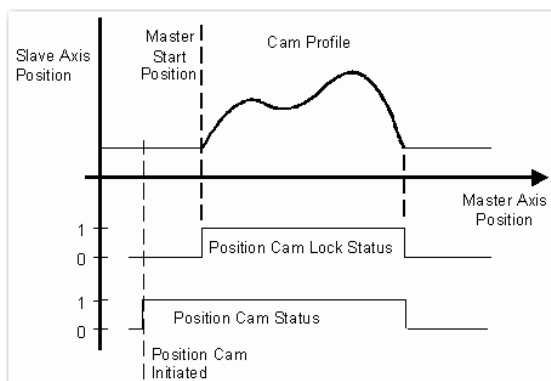 Slave Axis
Position
Master
Start
Position
Cam Profile
Master Axis
Position
1
0
Position Cam Lock Status
1
0
Position Cam Status
Position Cam
Initiated